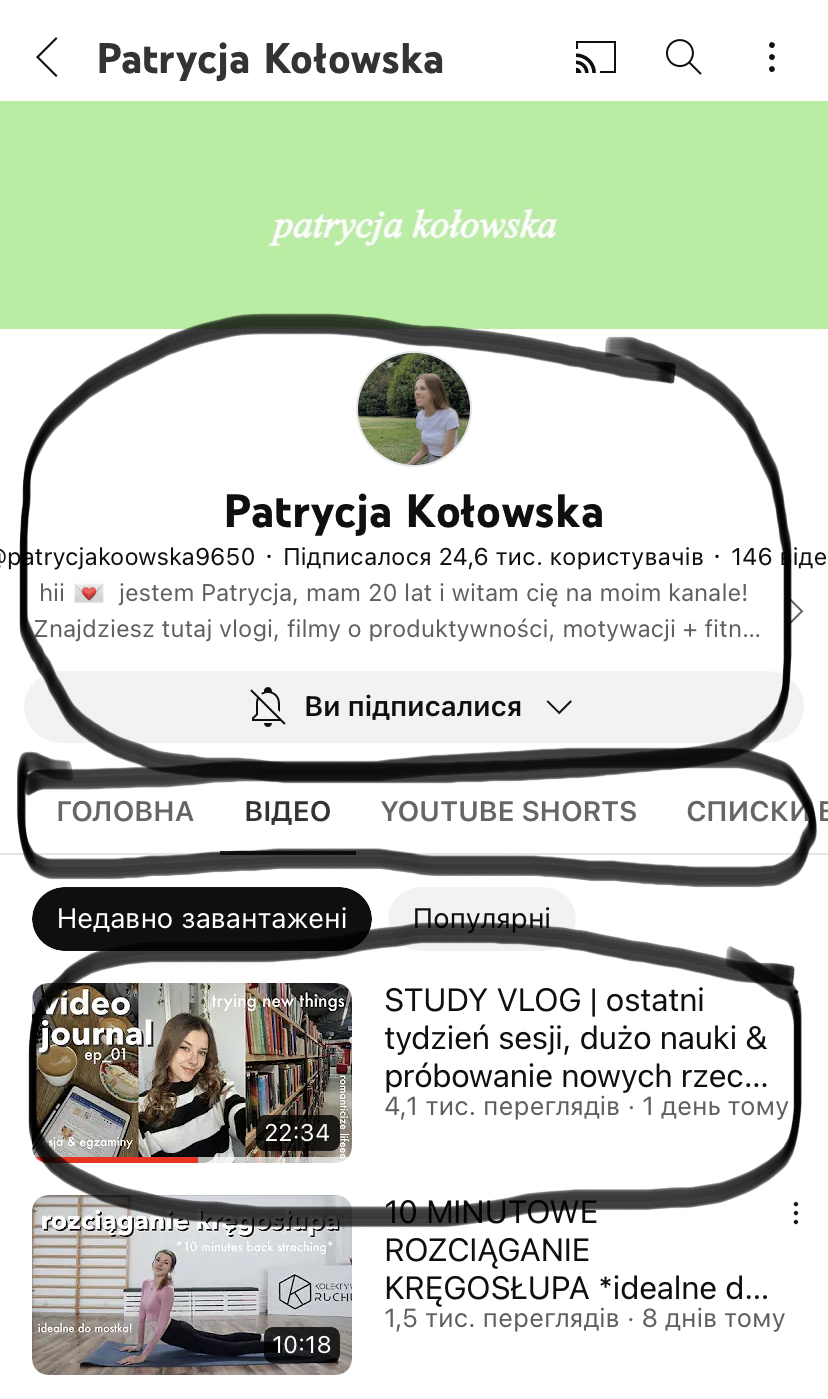 Patrycja Kołowska
patrycja kołowska
Patrycja Kołowska
@patrycjakoowska9650 · Підписалося 24,6 тис. користувачів · 146 віде
hii 💌 jestem Patrycja, mam 20 lat i witam cię na moim kanale!
Znajdziesz tutaj vlogi, filmy o produktywności, motywacji + fitn...
Ви підписалися
ГОЛОВНА ВІДЕО YOUTUBE SHORTS СПИСКИ В
Недавно завантажені Популярні
video
journal
ep_01
trying new things
romanticize lifeee
sja & egzaminy
22:34
STUDY VLOG | ostatni
tydzień sesji, dużo nauki &
próbowanie nowych rzec...
4,1 тис. переглядів · 1 день тому
rozciąganie kręgosłupa
*10 minutes back streching*
KOLEKTYW
RUCHU
idealne do mostka!
10:18
10 MINUTOWE
ROZCIĄGANIE
KRĘGOSŁUPA *idealne d...
1,5 тис. переглядів · 8 днів тому